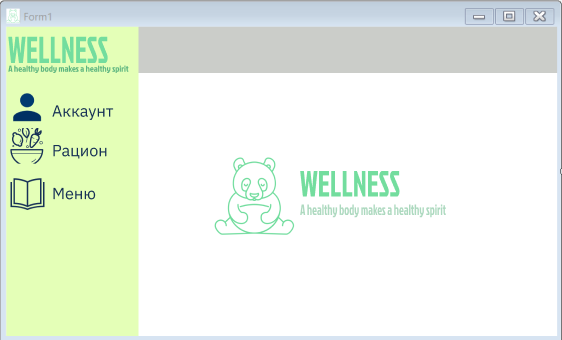 Form1
WELLNESS
A healthy body makes a healthy spirit
Аккаунт
Рацион
Меню
WELLNESS
A healthy body makes a healthy spirit